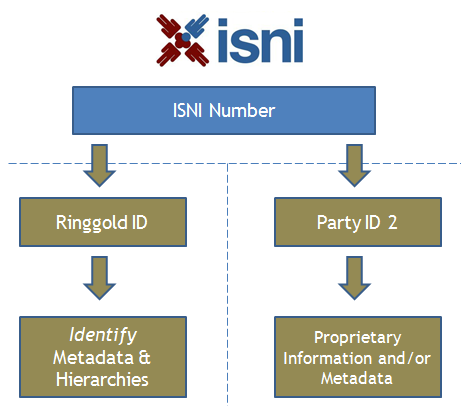 isni
ISNI Number
Ringgold ID
Party ID 2
Identify
Metadata &
Hierarchies
Proprietary
Information and/or
Metadata